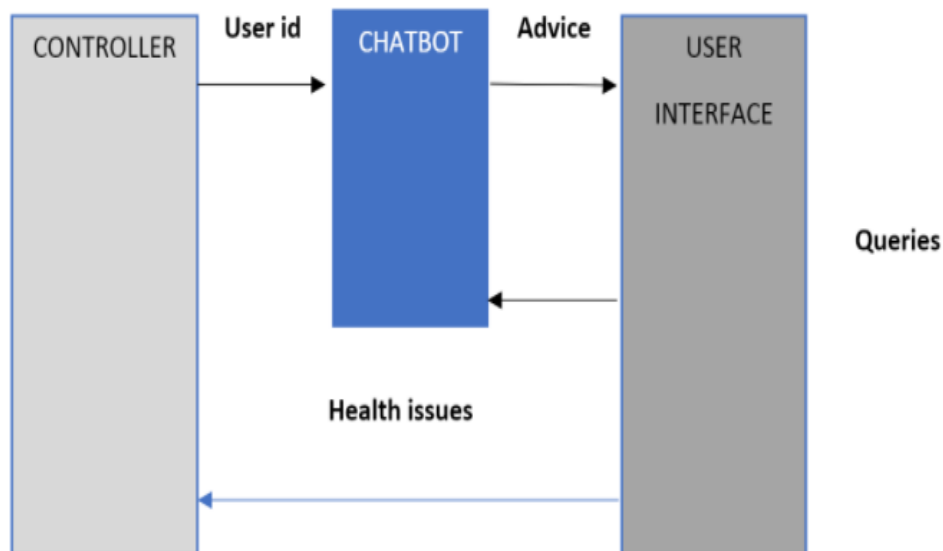 User id
Advice
CONTROLLER
CHATBOT
USER
INTERFACE
Queries
Health issues